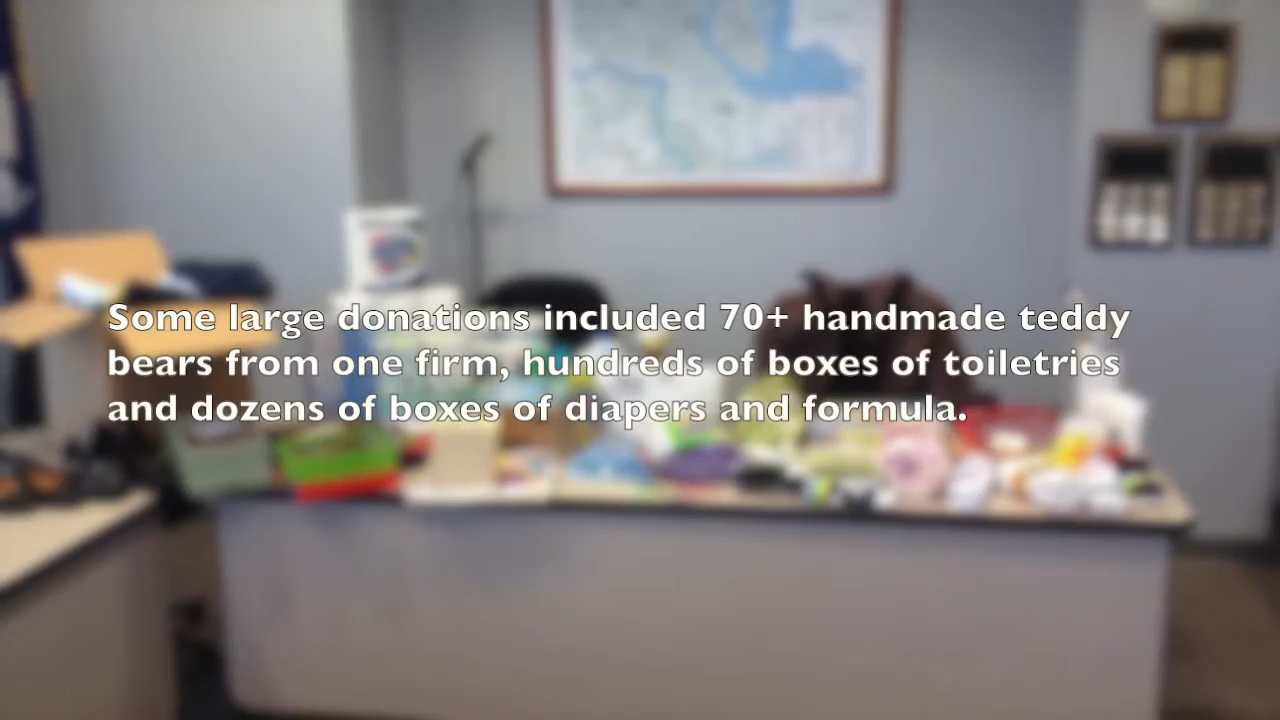 Some large donations included 70+ handmade teddy
bears from one firm, hundreds of boxes of toiletries
and dozens of boxes of diapers and formula.